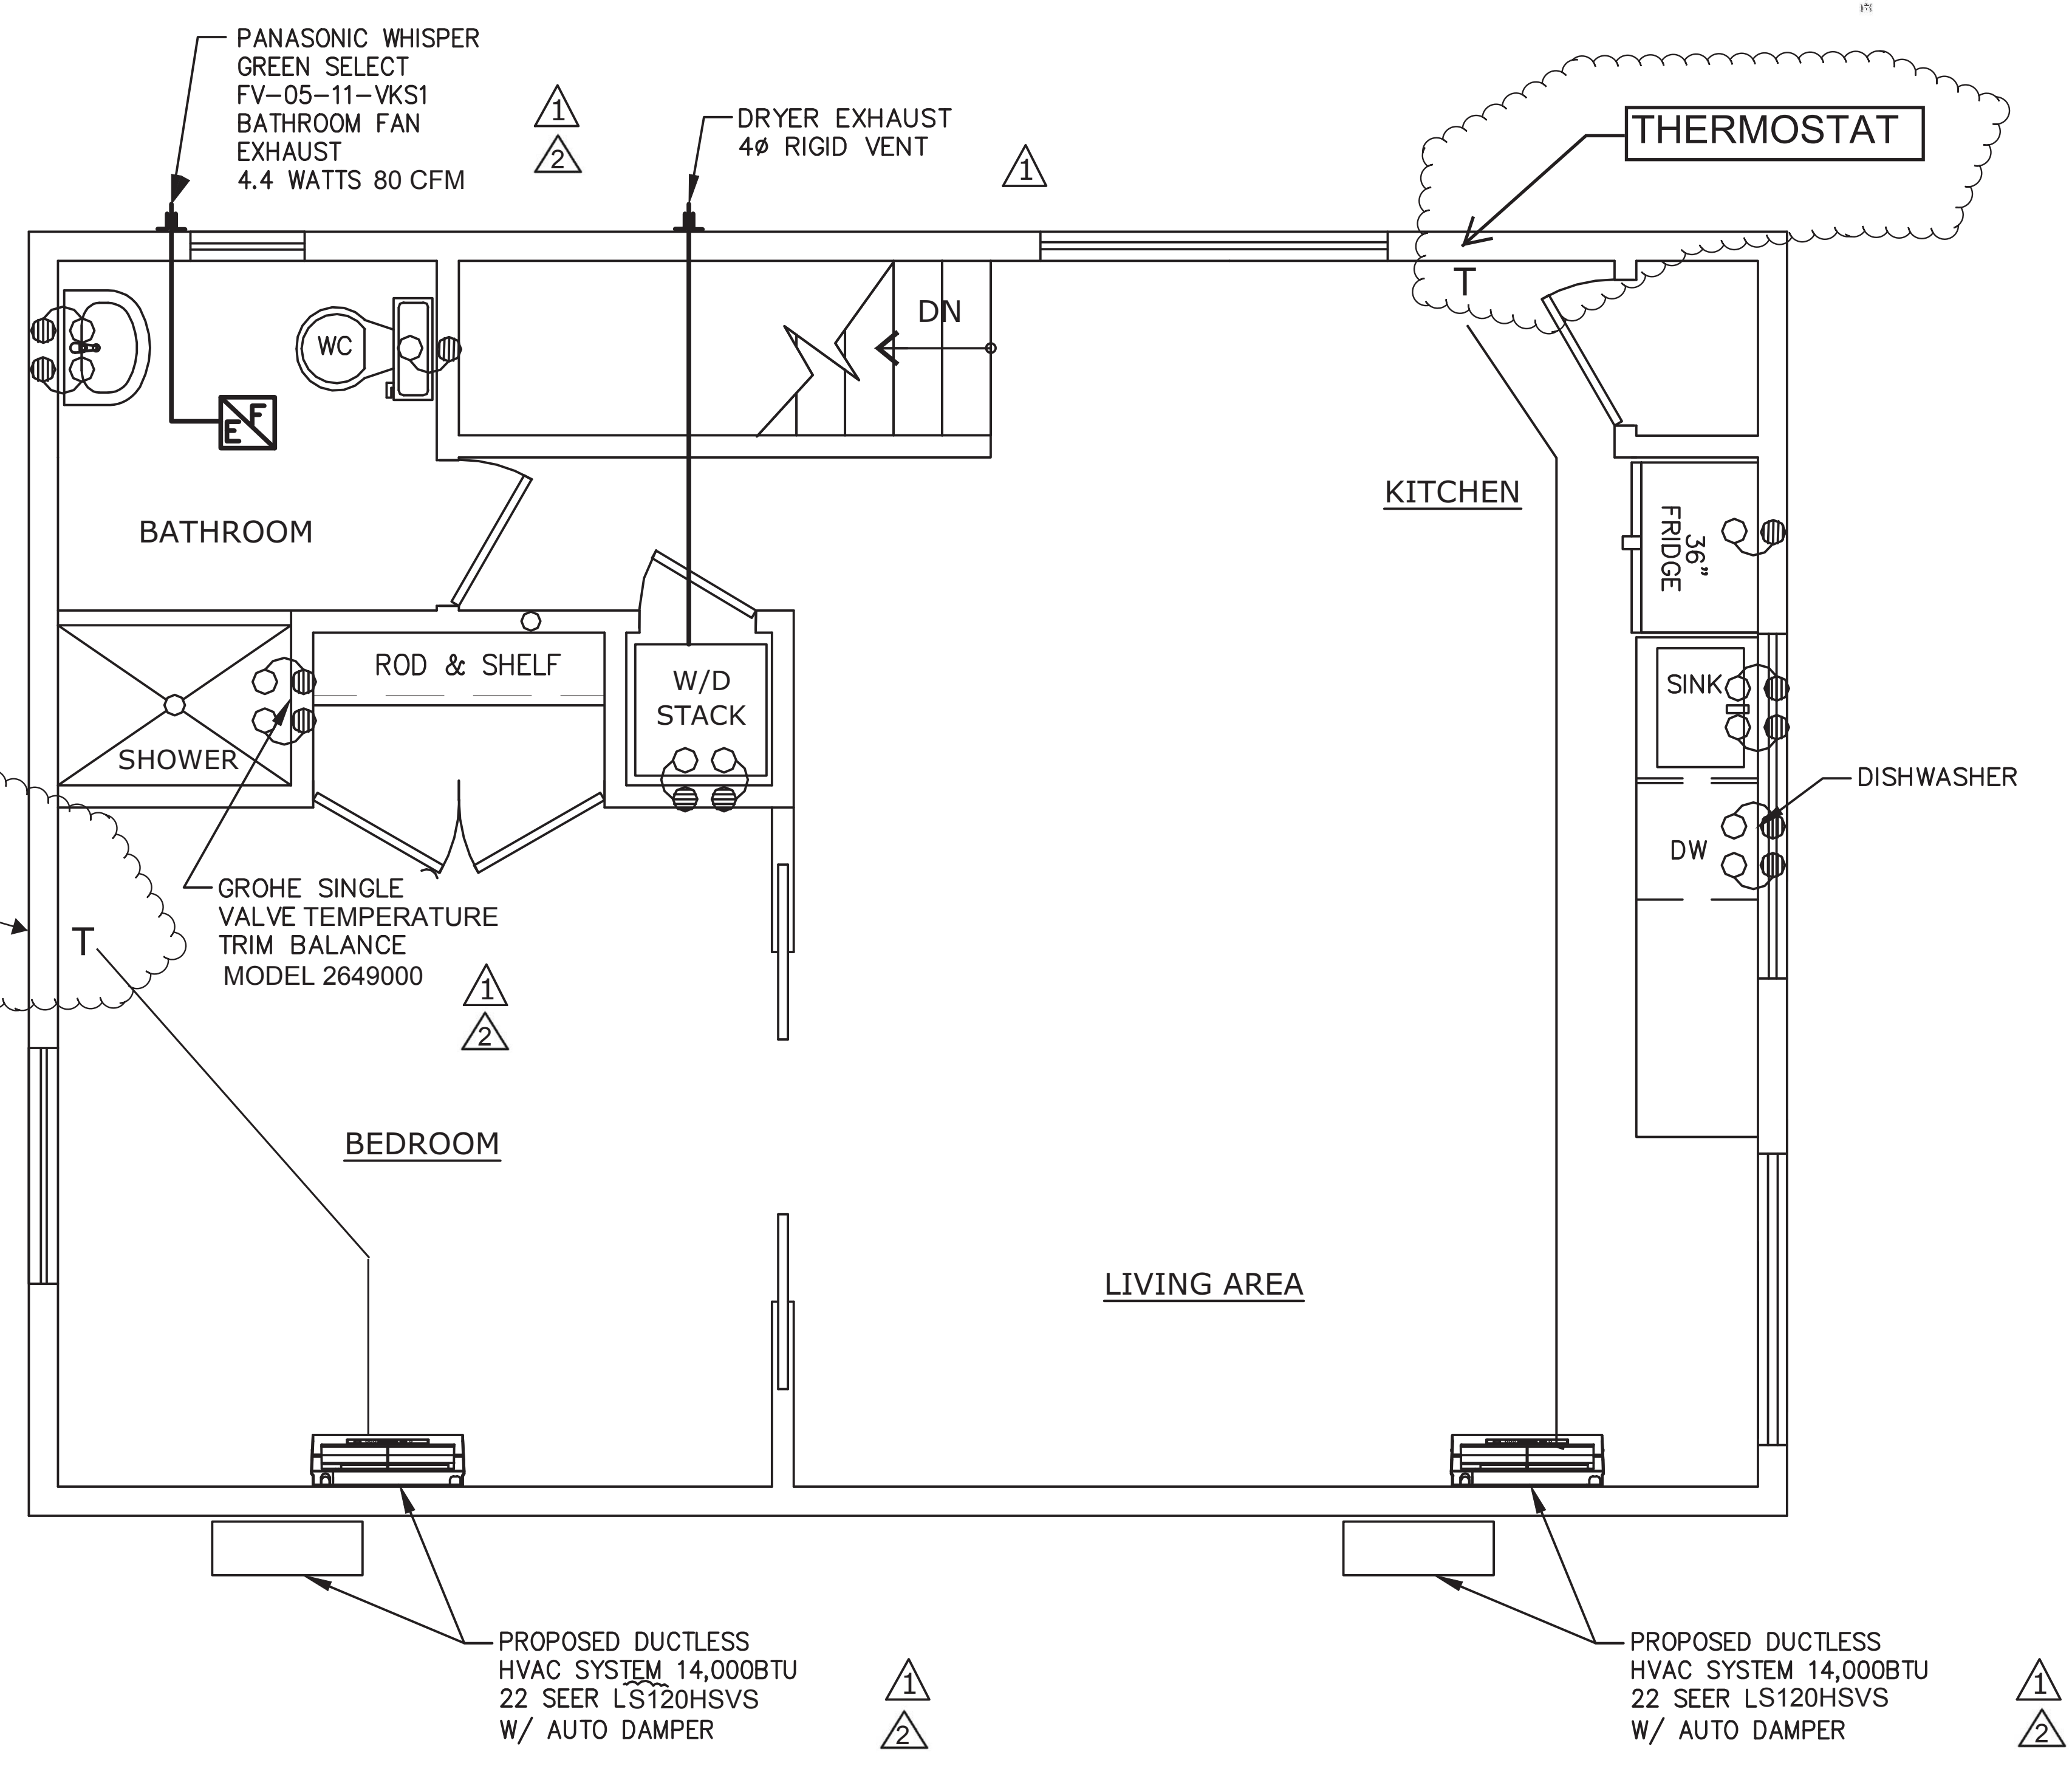 PANASONIC WHISPER
GREEN SELECT
FV-05-11-VKS1
BATHROOM FAN
EXHAUST
4.4 WATTS 80 CFM
1
2
DRYER EXHAUST
4ø RIGID VENT
1
THERMOSTAT
T
DN
WC
E F
KITCHEN
BATHROOM
36”
FRIDGE
ROD & SHELF
W/D
STACK
SINK
SHOWER
DISHWASHER
DW
GROHE SINGLE
VALVE TEMPERATURE
TRIM BALANCE
MODEL 2649000
1
2
T
BEDROOM
LIVING AREA
PROPOSED DUCTLESS
HVAC SYSTEM 14,000BTU
22 SEER LS120HSVS
W/ AUTO DAMPER
1
2
PROPOSED DUCTLESS
HVAC SYSTEM 14,000BTU
22 SEER LS120HSVS
W/ AUTO DAMPER
1
2